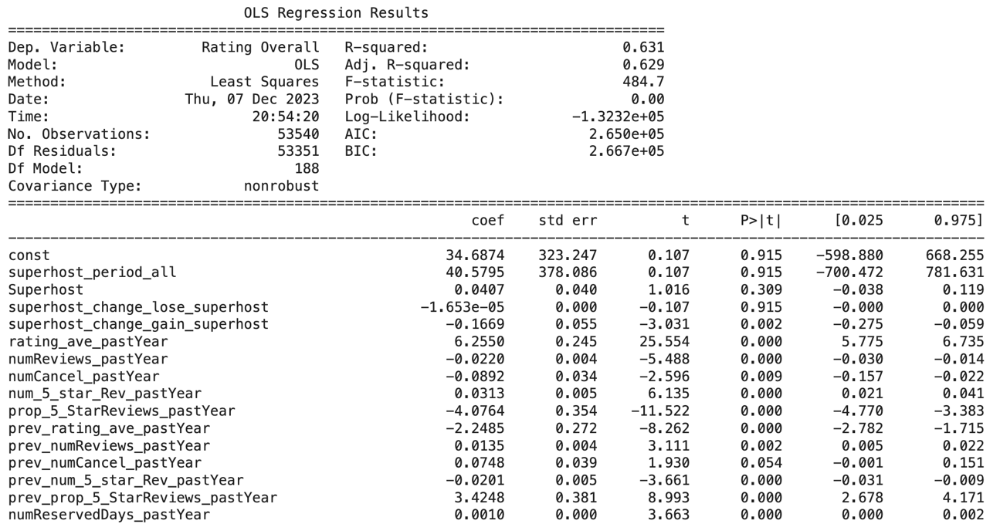 OLS Regression Results
==============================================================================
Dep. Variable: Rating Overall R-squared: 0.631
Model: OLS Adj. R-squared: 0.629
Method: Least Squares F-statistic: 484.7
Date: Thu, 07 Dec 2023 Prob (F-statistic): 0.00
Time: 20:54:20 Log-Likelihood: -1.3232e+05
No. Observations: 53540 AIC: 2.650e+05
Df Residuals: 53351 BIC: 2.667e+05
Df Model: 188
Covariance Type: nonrobust
=====================================================================================================================
coef std err t P>|t| [0.025 0.975]
---------------------------------------------------------------------------------------------------------------------
const 34.6874 323.247 0.107 0.915 -598.880 668.255
superhost_period_all 40.5795 378.086 0.107 0.915 -700.472 781.631
Superhost 0.0407 0.040 1.016 0.309 -0.038 0.119
superhost_change_lose_superhost -1.653e-05 0.000 -0.107 0.915 -0.000 0.000
superhost_change_gain_superhost -0.1669 0.055 -3.031 0.002 -0.275 -0.059
rating_ave_pastYear 6.2550 0.245 25.554 0.000 5.775 6.735
numReviews_pastYear -0.0220 0.004 -5.488 0.000 -0.030 -0.014
numCancel_pastYear -0.0892 0.034 -2.596 0.009 -0.157 -0.022
num_5_star_Rev_pastYear 0.0313 0.005 6.135 0.000 0.021 0.041
prop_5_StarReviews_pastYear -4.0764 0.354 -11.522 0.000 -4.770 -3.383
prev_rating_ave_pastYear -2.2485 0.272 -8.262 0.000 -2.782 -1.715
prev_numReviews_pastYear 0.0135 0.004 3.111 0.002 0.005 0.022
prev_numCancel_pastYear 0.0748 0.039 1.930 0.054 -0.001 0.151
prev_num_5_star_Rev_pastYear -0.0201 0.005 -3.661 0.000 -0.031 -0.009
prev_prop_5_StarReviews_pastYear 3.4248 0.381 8.993 0.000 2.678 4.171
numReservedDays_pastYear 0.0010 0.000 3.663 0.000 0.000 0.002